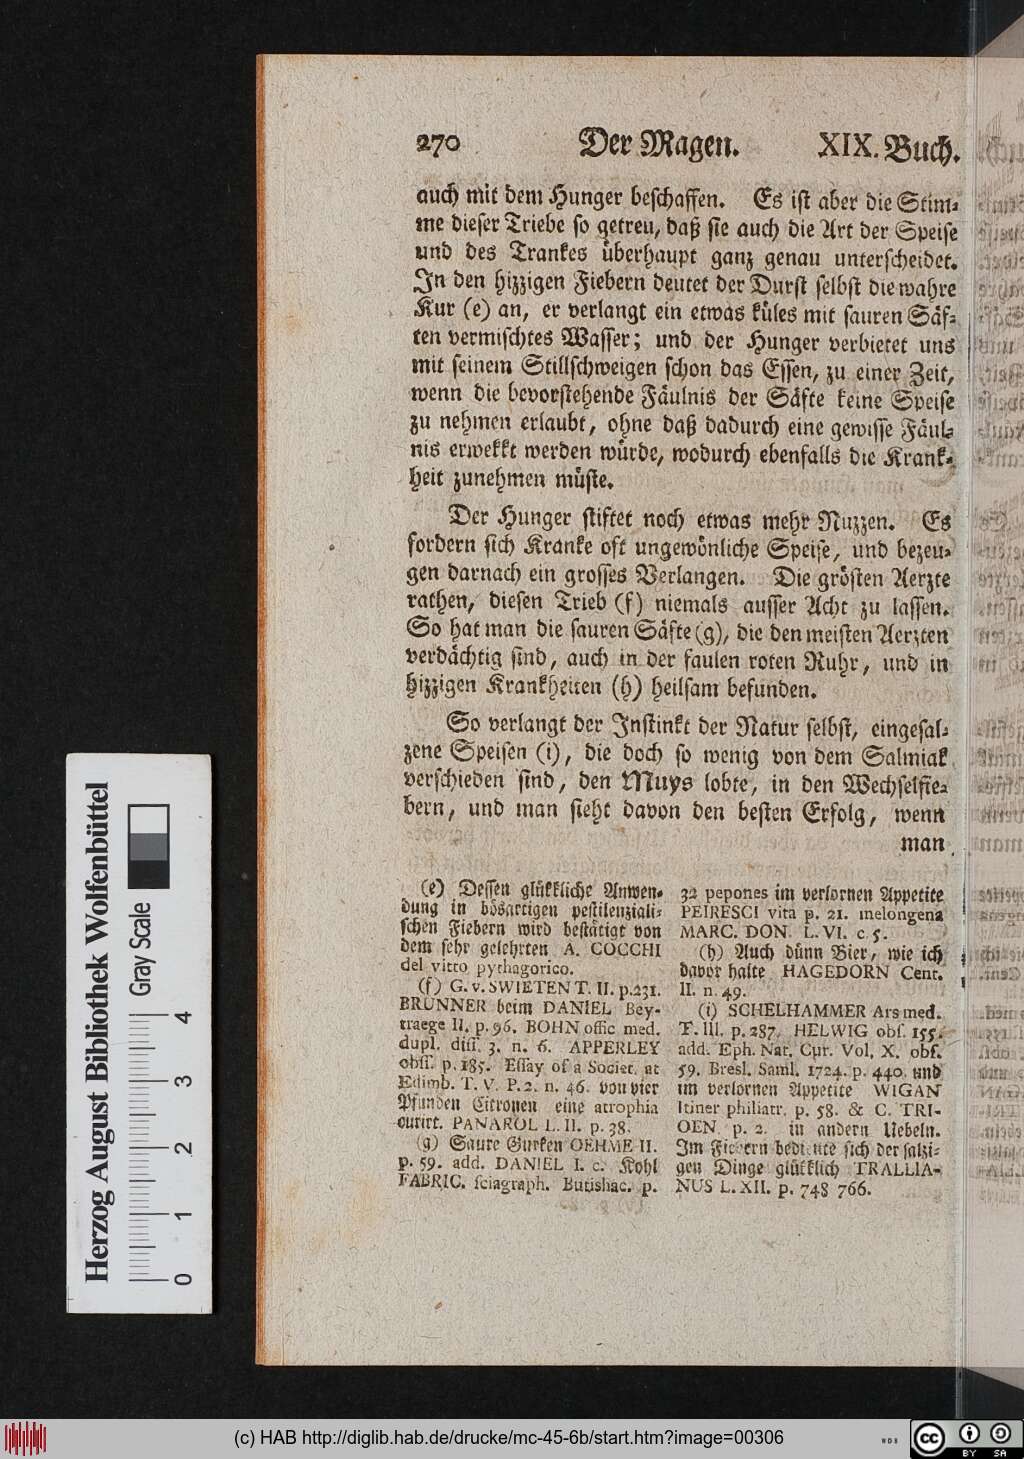 270 Der Magen. XIX. Buch.
auch mit dem Hunger beschaffen. Es ist aber die Stim-
me dieser Triebe so getreu, daß sie auch die Art der Speise
und des Trankes überhaupt ganz genau unterscheidet.
In den hizzigen Fiebern deutet der Durst selbst die wahre
Kur (e) an, er verlangt ein etwas küles mit sauren Säf-
ten vermischtes Wasser; und der Hunger verbietet uns
mit seinem Stillschweigen schon das Essen, zu einer Zeit,
wenn die bevorstehende Fäulnis der Säfte keine Speise
zu nehmen erlaubt, ohne daß dadurch eine gewisse Fäul-
nis erwekkt werden würde, wodurch ebenfalls die Krank-
heit zunehmen müste.
Der Hunger stiftet noch etwas mehr Nuzzen. Es
fordern sich Kranke oft ungewönliche Speise, und bezeu-
gen darnach ein grosses Verlangen. Die grösten Aerzte
rathen, diesen Trieb (f) niemals ausser Acht zu lassen.
So hat man die sauren Säfte (g), die den meisten Aerzten
verdächtig sind, auch in der faulen roten Ruhr, und in
hizzigen Krankheiten (h) heilsam befunden.
So verlangt der Instinkt der Natur selbst, eingesal-
zene Speisen (i), die doch so wenig von dem Salmiak
verschieden sind, den Muys lobte, in den Wechselfie-
bern, und man sieht davon den besten Erfolg, wenn
man
(e) Dessen glükkliche Anwen-
dung in bösartigen pestilenziali-
schen Fiebern wird bestätigt von
dem sehr gelehrten A. COCCHI
del vitto pythagorico.
(f) G. v. SWIETEN T. II. p. 231.
BRUNNER beim DANIEL Bey-
traege II. p. 96. BOHN offic med.
dupl. diss. 3. n. 6. APPERLEY
obss. p. 185. Essay of a Societ. at
Edimb. T. V. P. 2. n. 46. von vier
Pfunden Citronen eine atrophia
curirt. PANAROL L. II. p. 38.
(g) Saure Gurken OEHME II.
p. 59. add. DANIEL I. c. Kohl
FABRIC. sciagraph. Butishac. p.
32 pepones im verlornen Appetite
PEIRESCI vita p. 21. melongena
MARC. DON. L. VI. c. 5.
(h) Auch dünn Bier, wie ich
davor halte HAGEDORN Cent.
II. n. 49.
(i) SCHELHAMMER Ars med.
T. III. p. 287. HELWIG obs. 155.
add. Eph. Nat. Cur. Vol. X. obs.
59. Bresl. Saml. 1724. p. 440. und
im verlornen Appetite WIGAN
Itiner philiatr. p. 58. & C. TRI-
OEN p. 2. in andern Uebeln.
Im Fiebern bediente sich der salzi-
gen Dinge glükklich TRALLIA-
NUS L. XII. p. 748 766.
Herzog August Bibliothek Wolfenbüttel
Gray Scale
0 1 2 3 4
(c) HAB http://diglib.hab.de/drucke/mc-45-6b/start.htm?image=00306
WDB
cc BY SA